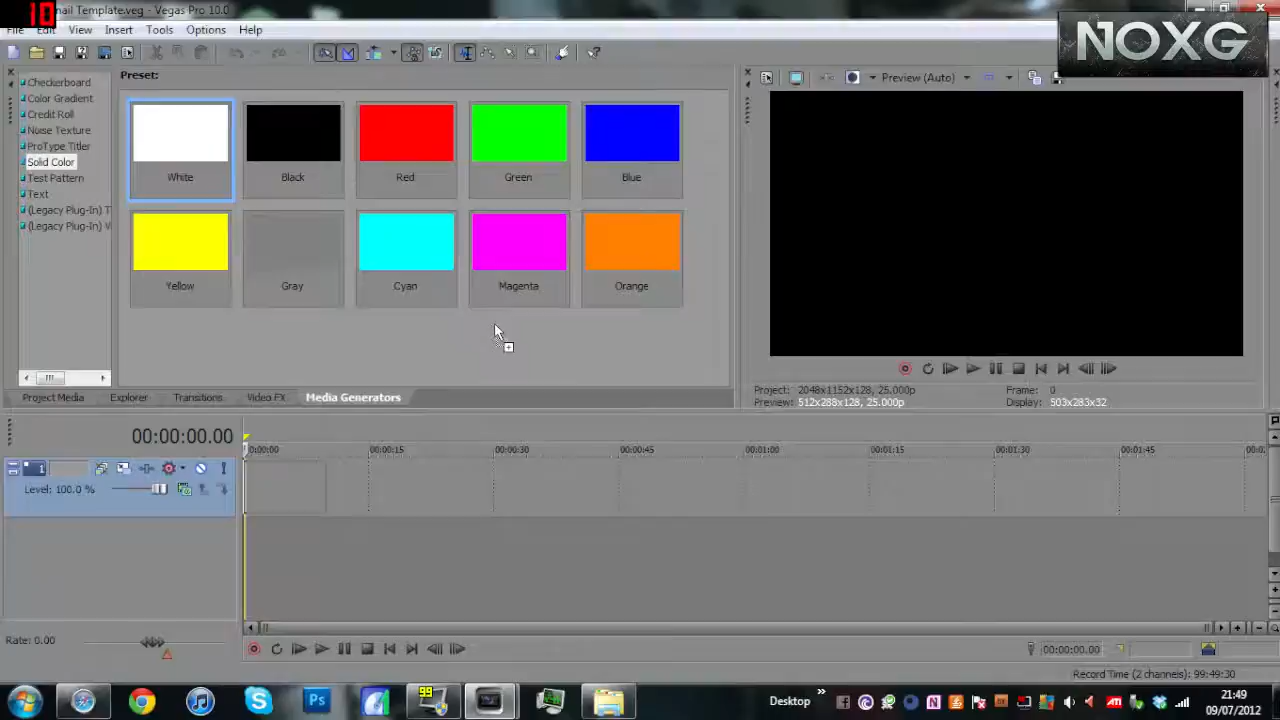 10
nail Template.veg - Vegas Pro 10.0
File Edit View Insert Tools Options Help
NOXG
Checkerboard
Color Gradient
Credit Roll
Noise Texture
ProType Titler
Solid Color
Test Pattern
Text
(Legacy Plug-In) T
(Legacy Plug-In)
Preset:
White
Black
Red
Green
Blue
Yellow
Gray
Cyan
Magenta
Orange
Preview (Auto)
Project: 2048x1152x128, 25.000p
Frame: 0
Preview: 512x288x128, 25.000p
Display: 503x283x32
Project Media
Explorer
Transitions
Video FX
Media Generators
00:00:00.00
0:00:00
00:00:15
00:00:30
00:00:45
00:01:00
00:01:15
00:01:30
00:01:45
00:0
1
Level: 100.0 %
Rate: 0.00
00:00:00.00
Record Time (2 channels): 99:49:30
99
Ps
Desktop
21:49
09/07/2012